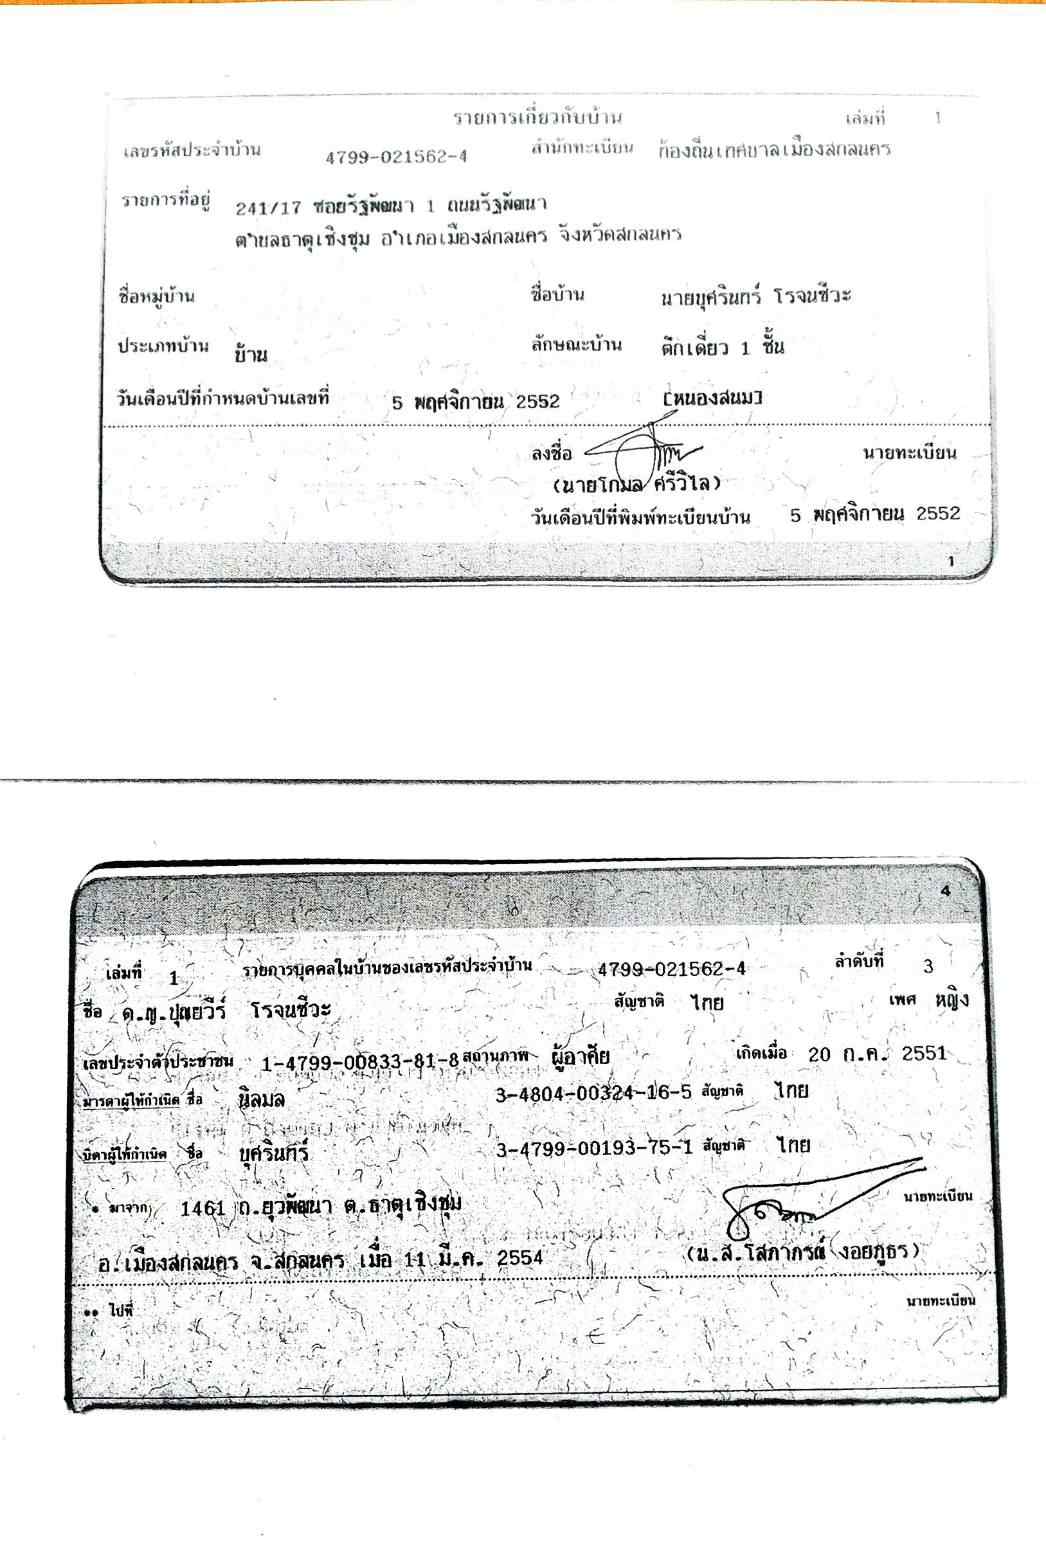 รายการเกี่ยวกับบ้าน เล่มที่ 1
เลขรหัสประจำบ้าน 4799-021562-4 สำนักทะเบียน ท้องถิ่นเทศบาลเมืองสกลนคร
รายการที่อยู่ 241/17 ซอยรัฐพัฒนา 1 ถนนรัฐพัฒนา
ตำบลธาตุเชิงชุม อำเภอเมืองสกลนคร จังหวัดสกลนคร
ชื่อหมู่บ้าน ชื่อบ้าน นายบุศรินทร์ โรจนชีวะ
ประเภทบ้าน บ้าน ลักษณะบ้าน ตึกเดี่ยว 1 ชั้น
วันเดือนปีที่กำหนดบ้านเลขที่ 5 พฤศจิกายน 2552 [หนองสนม]
ลงชื่อ นายทะเบียน
(นายโกมล ศรีวิไล)
วันเดือนปีที่พิมพ์ทะเบียนบ้าน 5 พฤศจิกายน 2552
1
4
เล่มที่ 1 รายการบุคคลในบ้านของเลขรหัสประจำบ้าน 4799-021562-4 ลำดับที่ 3
ชื่อ ด.ญ.ปุณยวีร์ โรจนชีวะ สัญชาติ ไทย เพศ หญิง
เลขประจำตัวประชาชน 1-4799-00833-81-8 สถานภาพ ผู้อาศัย เกิดเมื่อ 20 ก.ค. 2551
มารดาผู้ให้กำเนิด ชื่อ นิลมล 3-4804-00324-16-5 สัญชาติ ไทย
บิดาผู้ให้กำเนิด ชื่อ บุศรินทร์ 3-4799-00193-75-1 สัญชาติ ไทย
* มาจาก 1461 ถ.ยุวพัฒนา ต.ธาตุเชิงชุม นายทะเบียน
อ.เมืองสกลนคร จ.สกลนคร เมื่อ 11 มี.ค. 2554 (น.ส.โสภาภรณ์ งอยภูธร)
** ไปที่ นายทะเบียน